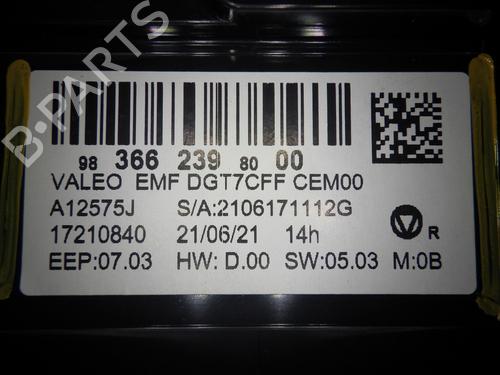 B-PARTS
98 366 239 80 00
VALEO EMF DGT7CFF CEM00
A12575J S/A:2106171112G
17210840 21/06/21 14h
R
EEP:07.03 HW: D.00 SW:05.03 M:0B